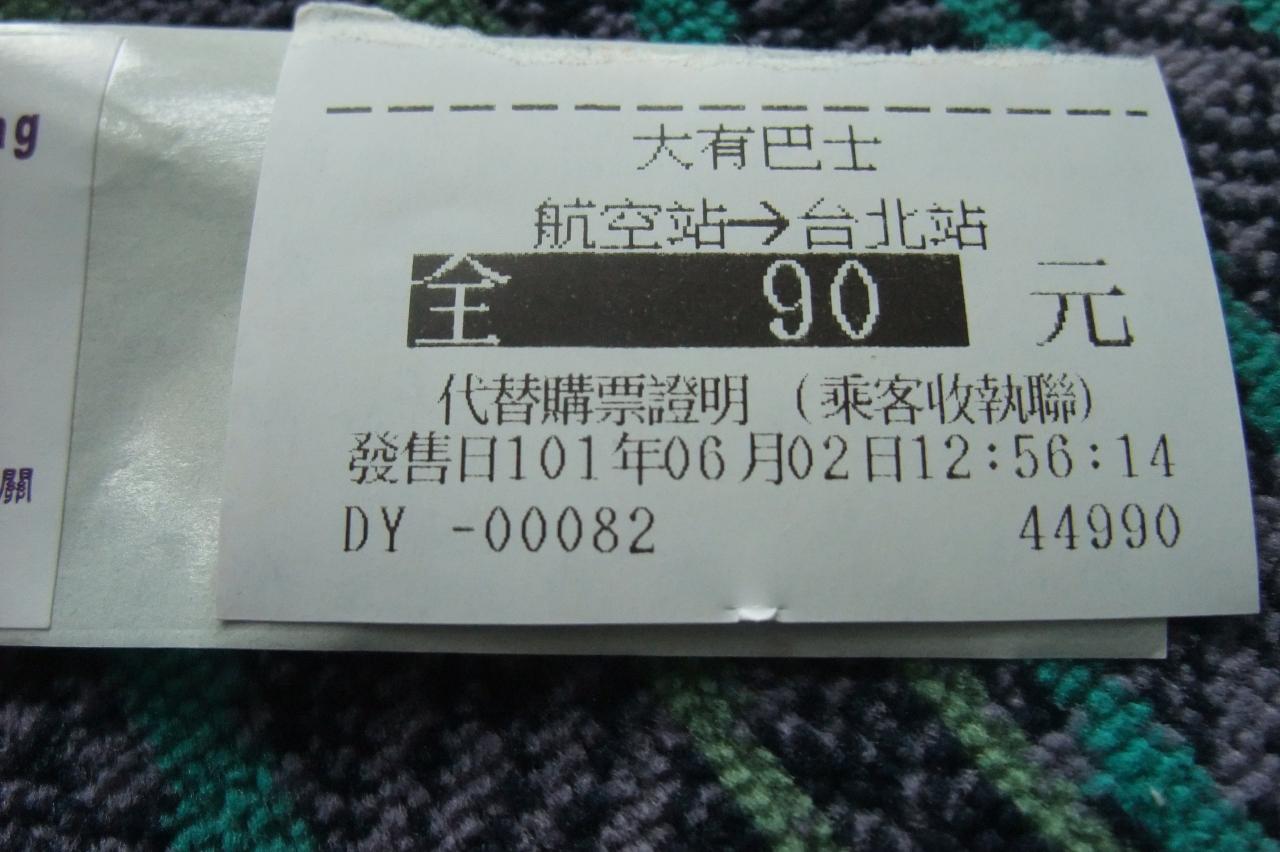 ng
大有巴士
航空站→台北站
全 90 元
代替購票證明 (乘客收執聯)
發售日101年06月02日12:56:14
DY -00082 44990
關